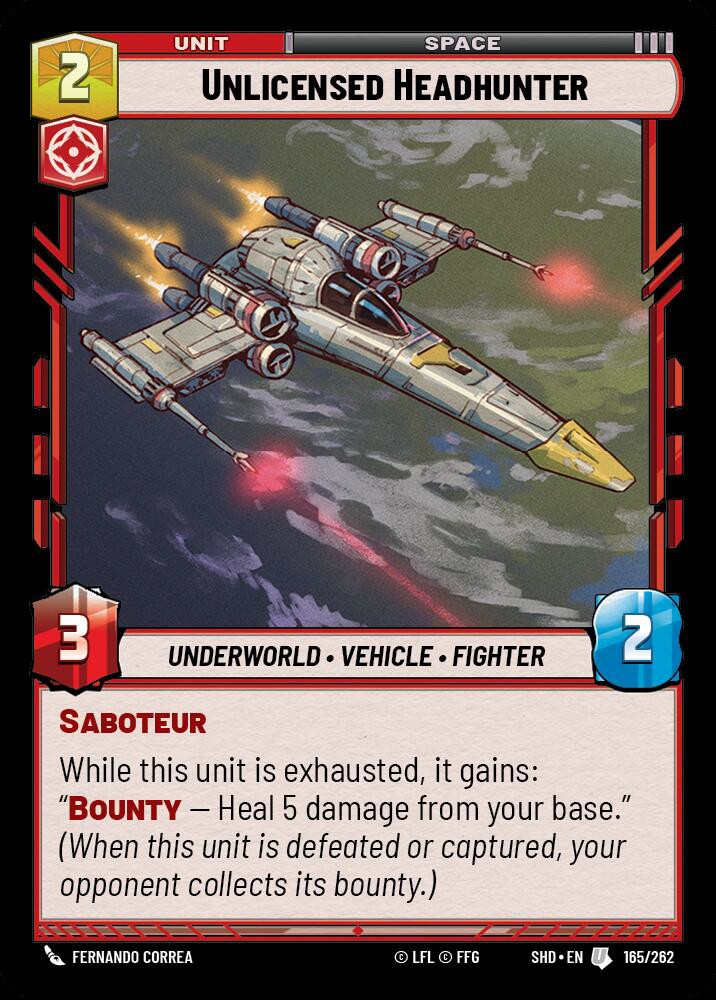 UNIT SPACE
2 UNLICENSED HEADHUNTER
3 UNDERWORLD • VEHICLE • FIGHTER 2
SABOTEUR
While this unit is exhausted, it gains:
“BOUNTY — Heal 5 damage from your base.”
(When this unit is defeated or captured, your
opponent collects its bounty.)
FERNANDO CORREA © LFL © FFG SHD • EN U 165/262